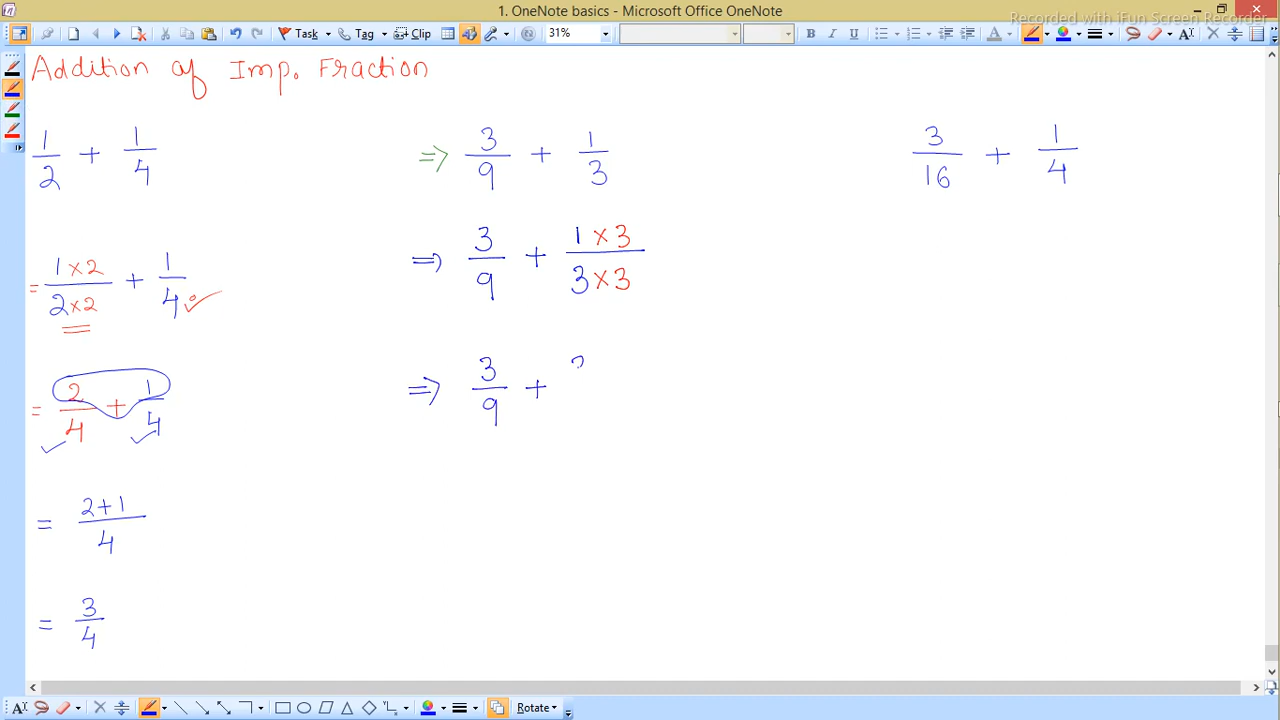 1. OneNote basics - Microsoft Office OneNote
Recorded with iFun Screen Recorder
Task
Tag
Clip
31%
B I U
A
Addition of Imp. Fraction
1/2 + 1/4
= 1×2/2×2 + 1/4
= 2/4 + 1/4
= 2+1/4
= 3/4
⇒ 3/9 + 1/3
⇒ 3/9 + 1×3/3×3
⇒ 3/9 +
3/16 + 1/4
Rotate